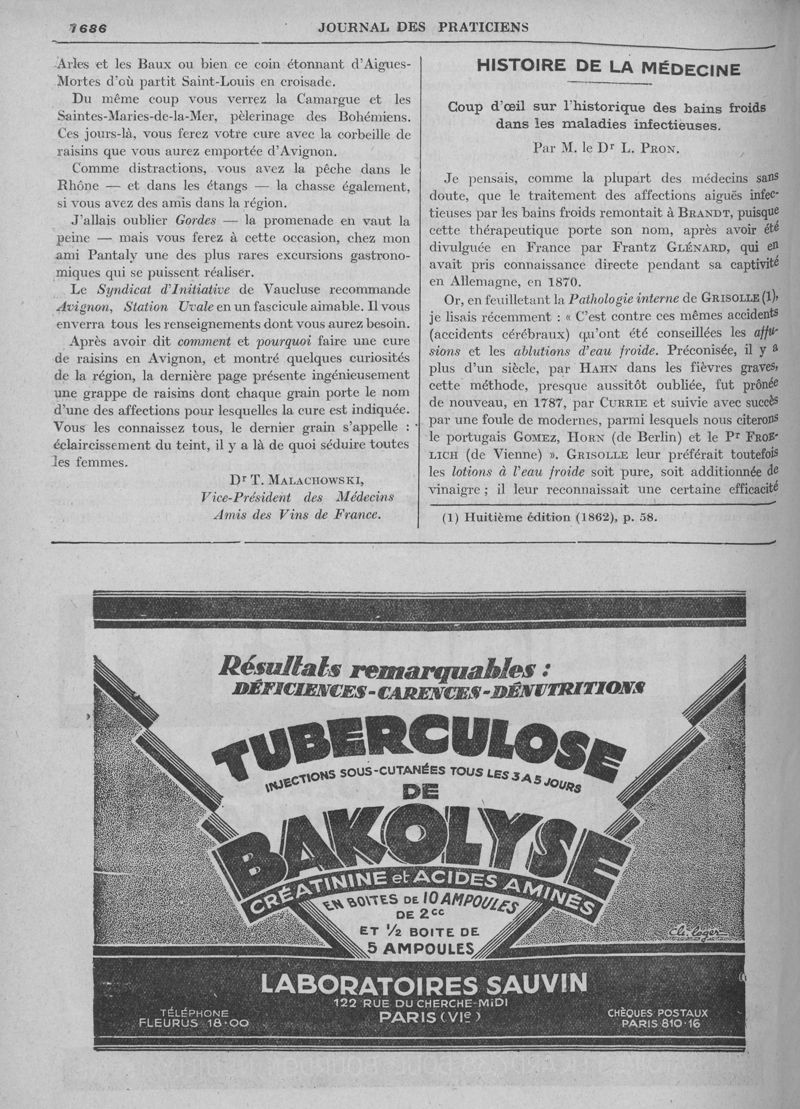 1686
JOURNAL DES PRATICIENS
Arles et les Baux ou bien ce coin étonnant d'Aigues-
Mortes d'où partit Saint-Louis en croisade.
Du même coup vous verrez la Camargue et les
Saintes-Maries-de-la-Mer, pèlerinage des Bohémiens.
Ces jours-là, vous ferez votre cure avec la corbeille de
raisins que vous aurez emportée d'Avignon.
Comme distractions, vous avez la pêche dans le
Rhône — et dans les étangs — la chasse également,
si vous avez des amis dans la région.
J'allais oublier Gordes — la promenade en vaut la
peine — mais vous ferez à cette occasion, chez mon
ami Pantaly une des plus rares excursions gastrono-
miques qui se puissent réaliser.
Le Syndicat d'Initiative de Vaucluse recommande
Avignon, Station Uvale en un fascicule aimable. Il vous
enverra tous les renseignements dont vous aurez besoin.
Après avoir dit comment et pourquoi faire une cure
de raisins en Avignon, et montré quelques curiosités
de la région, la dernière page présente ingénieusement
une grappe de raisins dont chaque grain porte le nom
d'une des affections pour lesquelles la cure est indiquée.
Vous les connaissez tous, le dernier grain s'appelle :
éclaircissement du teint, il y a là de quoi séduire toutes
les femmes.
Dr T. MALACHOWSKI,
Vice-Président des Médecins
Amis des Vins de France.
HISTOIRE DE LA MÉDECINE
Coup d'œil sur l'historique des bains froids
dans les maladies infectieuses.
Par M. le Dr L. PRON.
Je pensais, comme la plupart des médecins sans
doute, que le traitement des affections aiguës infec-
tieuses par les bains froids remontait à BRANDT, puisque
cette thérapeutique porte son nom, après avoir été
divulguée en France par Frantz GLÉNARD, qui en
avait pris connaissance directe pendant sa captivité
en Allemagne, en 1870.
Or, en feuilletant la Pathologie interne de GRISOLLE (1),
je lisais récemment : « C'est contre ces mêmes accidents
(accidents cérébraux) qu'ont été conseillées les affu-
sions et les ablutions d'eau froide. Préconisée, il y a
plus d'un siècle, par HAHN dans les fièvres graves,
cette méthode, presque aussitôt oubliée, fut prônée
de nouveau, en 1787, par CURRIE et suivie avec succès
par une foule de modernes, parmi lesquels nous citerons
le portugais GOMEZ, HORN (de Berlin) et le Pr FROE-
LICH (de Vienne) ». GRISOLLE leur préférait toutefois
les lotions à l'eau froide soit pure, soit additionnée de
vinaigre ; il leur reconnaissait une certaine efficacité
(1) Huitième édition (1862), p. 58.
Résultats remarquables :
DÉFICIENCES-CARENCES-DÉNUTRITIONS
TUBERCULOSE
INJECTIONS SOUS-CUTANÉES TOUS LES 3 A 5 JOURS
DE
BAKOLYSE
CRÉATININE et ACIDES AMINÉS
EN BOITES DE 10 AMPOULES
DE 2cc
ET 1/2 BOITE DE
5 AMPOULES
LABORATOIRES SAUVIN
122 RUE DU CHERCHE-MIDI
PARIS (VIe)
TÉLÉPHONE
FLEURUS 18·00
CHÈQUES POSTAUX
PARIS 810·16